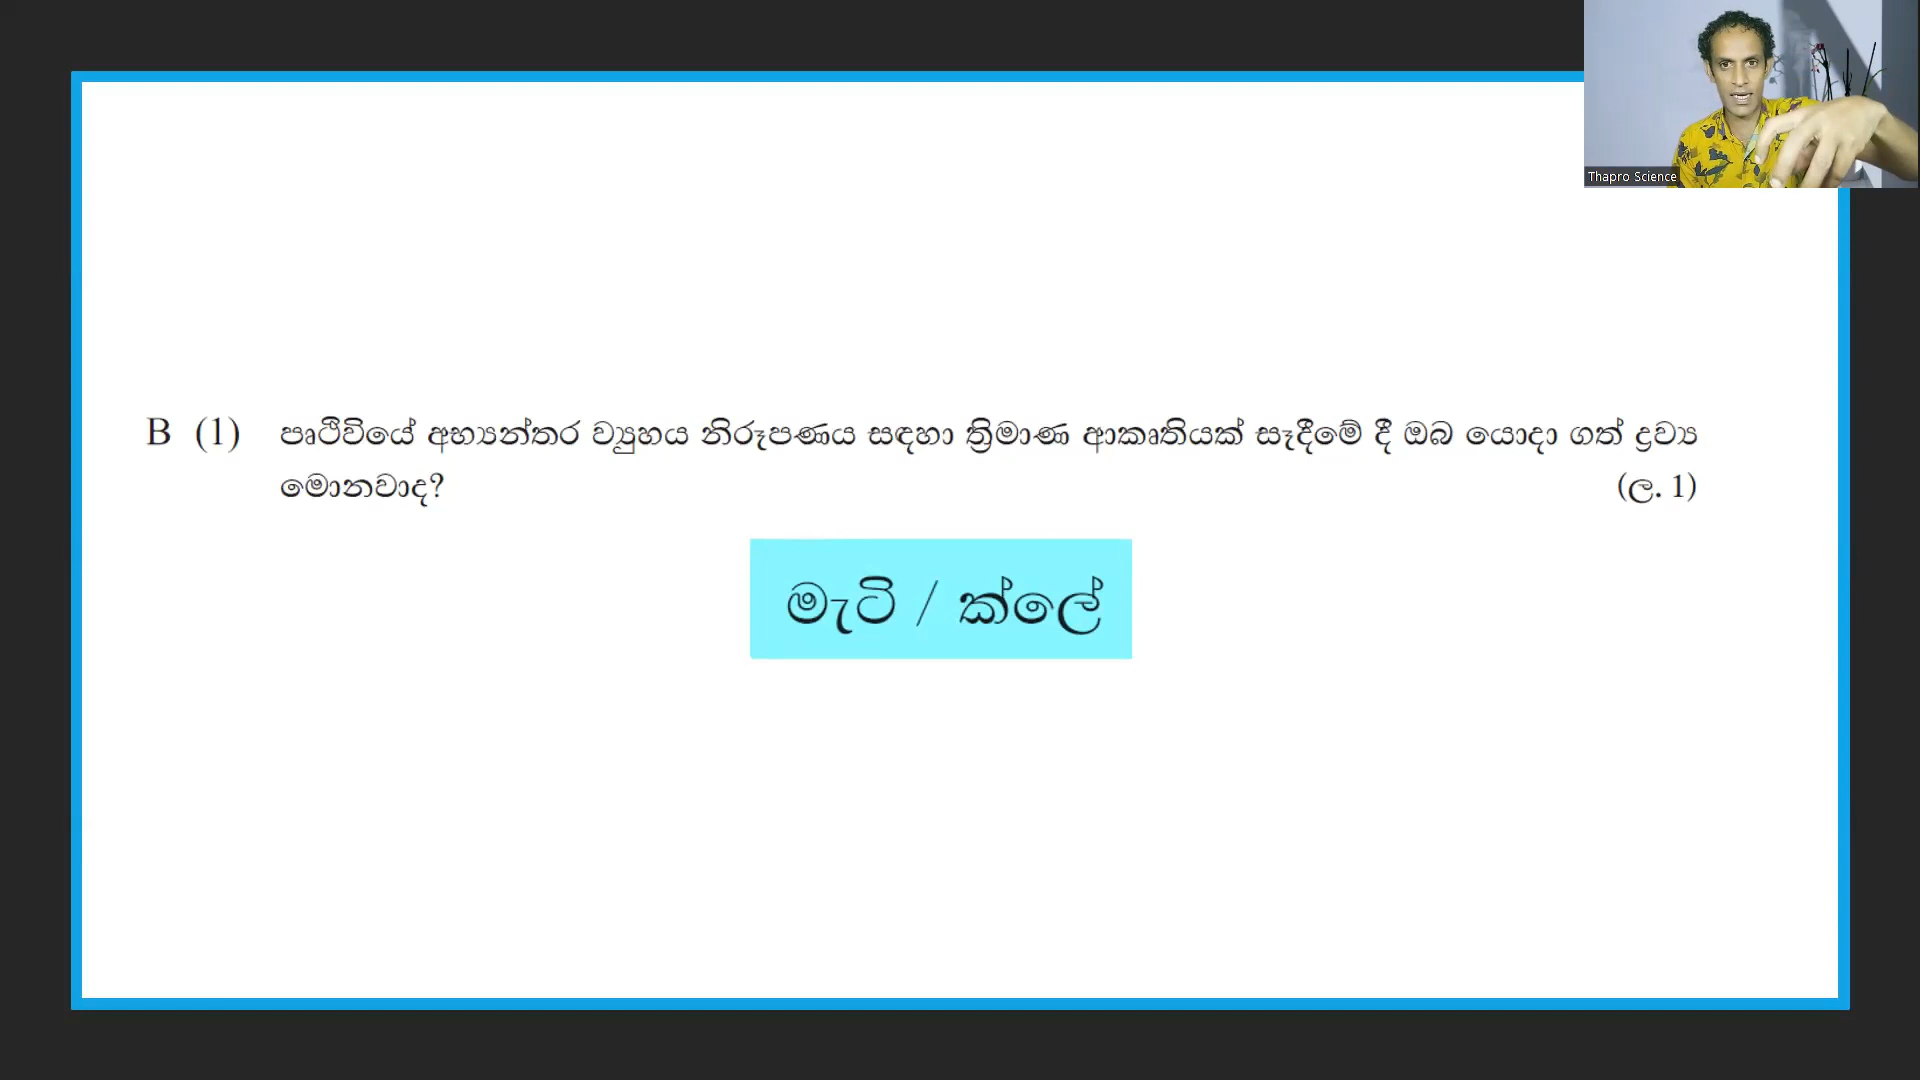 Thapro Science
B (1) පෘථිවියේ අභ්‍යන්තර ව්‍යුහය නිරූපණය සඳහා ත්‍රිමාණ ආකෘතියක් සෑදීමේ දී ඔබ යොදා ගත් ද්‍රව්‍ය
මොනවාද? (ල. 1)
මැටි / ක්ලේ